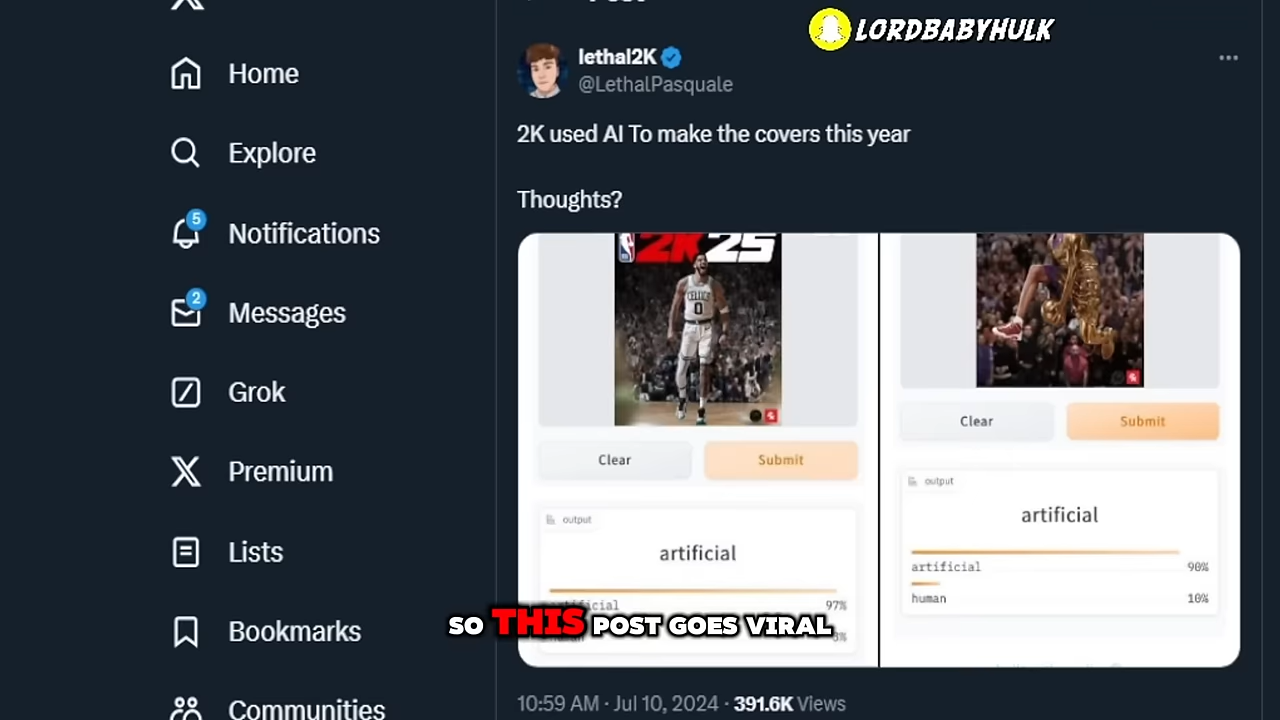 LORDBABYHULK
lethal2K
@LethalPasquale
Home
Explore
5
Notifications
2
Messages
Grok
Premium
Lists
Bookmarks
Communities
2K used AI To make the covers this year
Thoughts?
2K25
CELTICS
0
Clear
Submit
output
artificial
97%
Clear
Submit
output
artificial
artificial 90%
human 10%
SO THIS POST GOES VIRAL
10:59 AM · Jul 10, 2024 · 391.6K Views